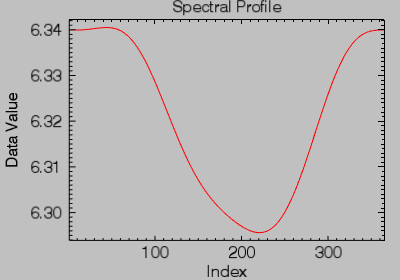 Spectral Profile
6.34
6.33
6.32
6.31
6.30
Data Value
100 200 300
Index